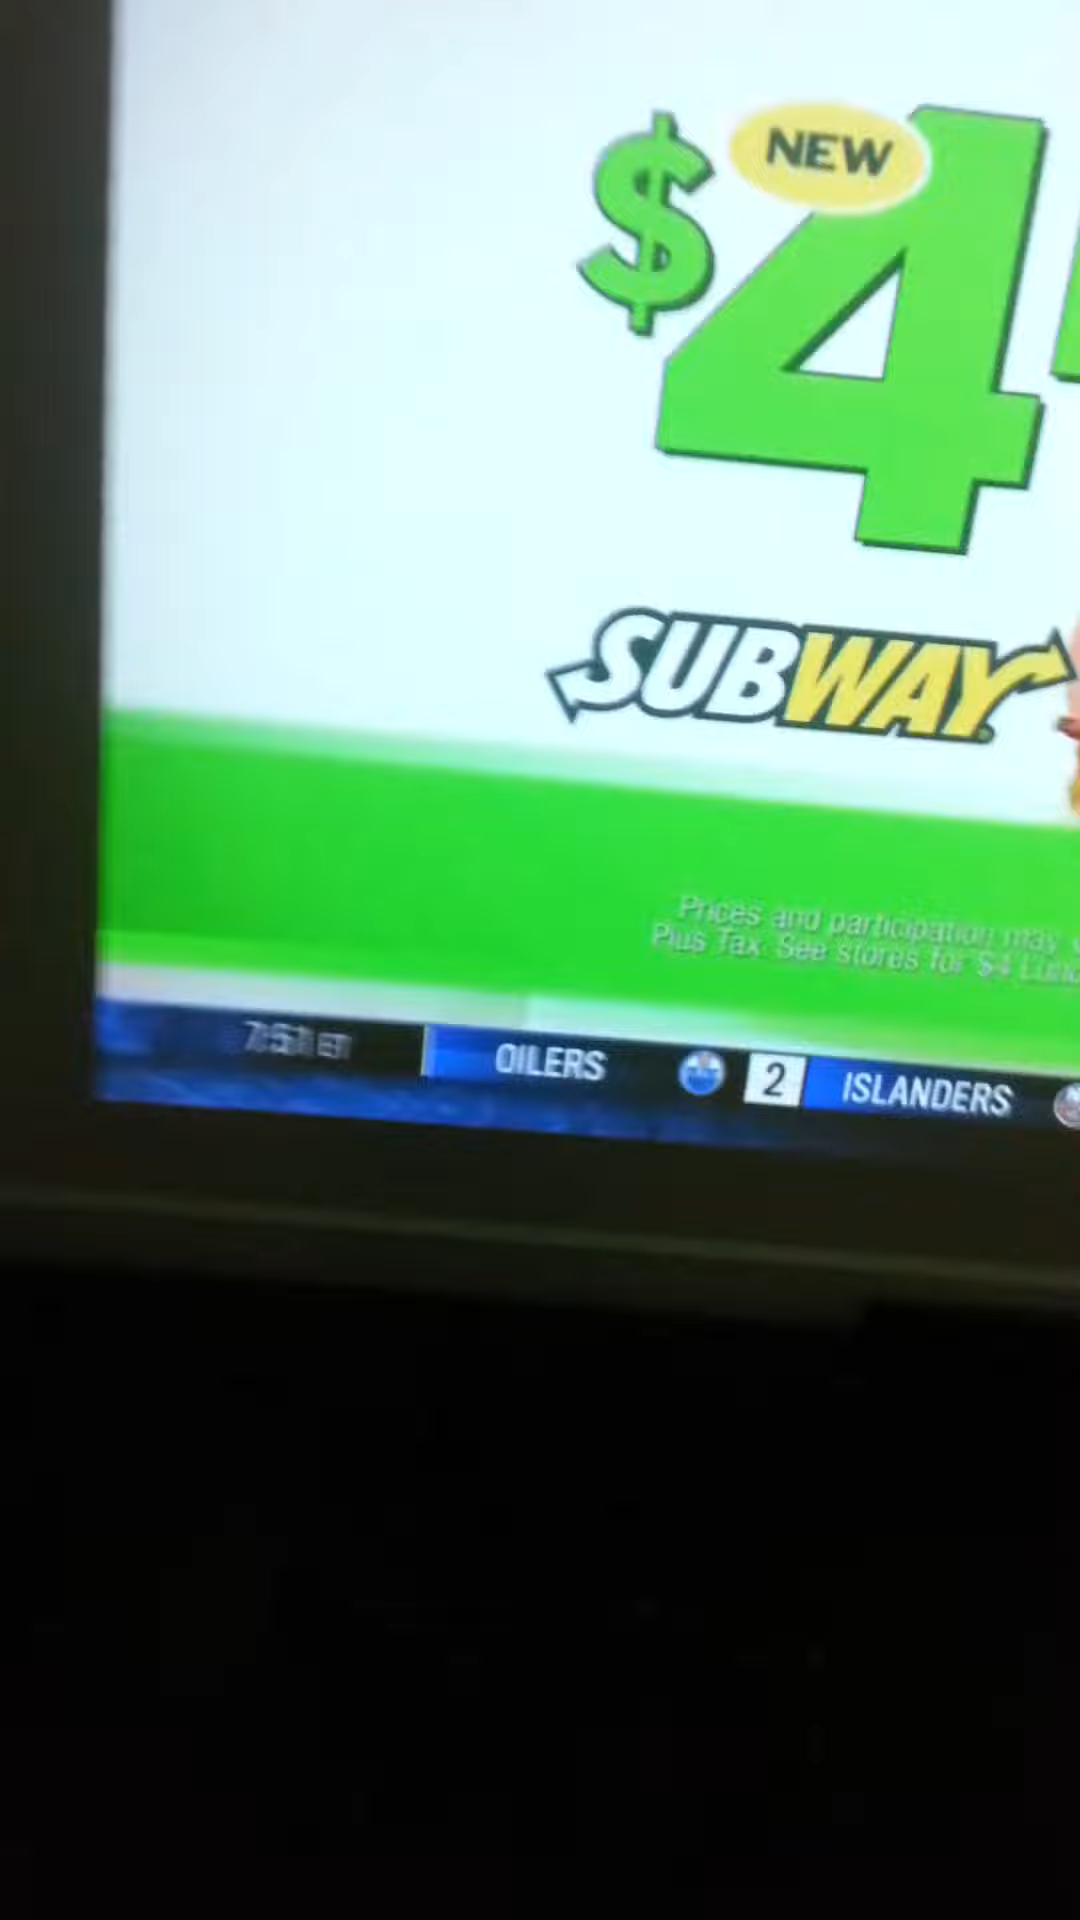 NEW
$4
SUBWAY
Prices and participation may
Plus Tax See stores for $4
OILERS 2 ISLANDERS